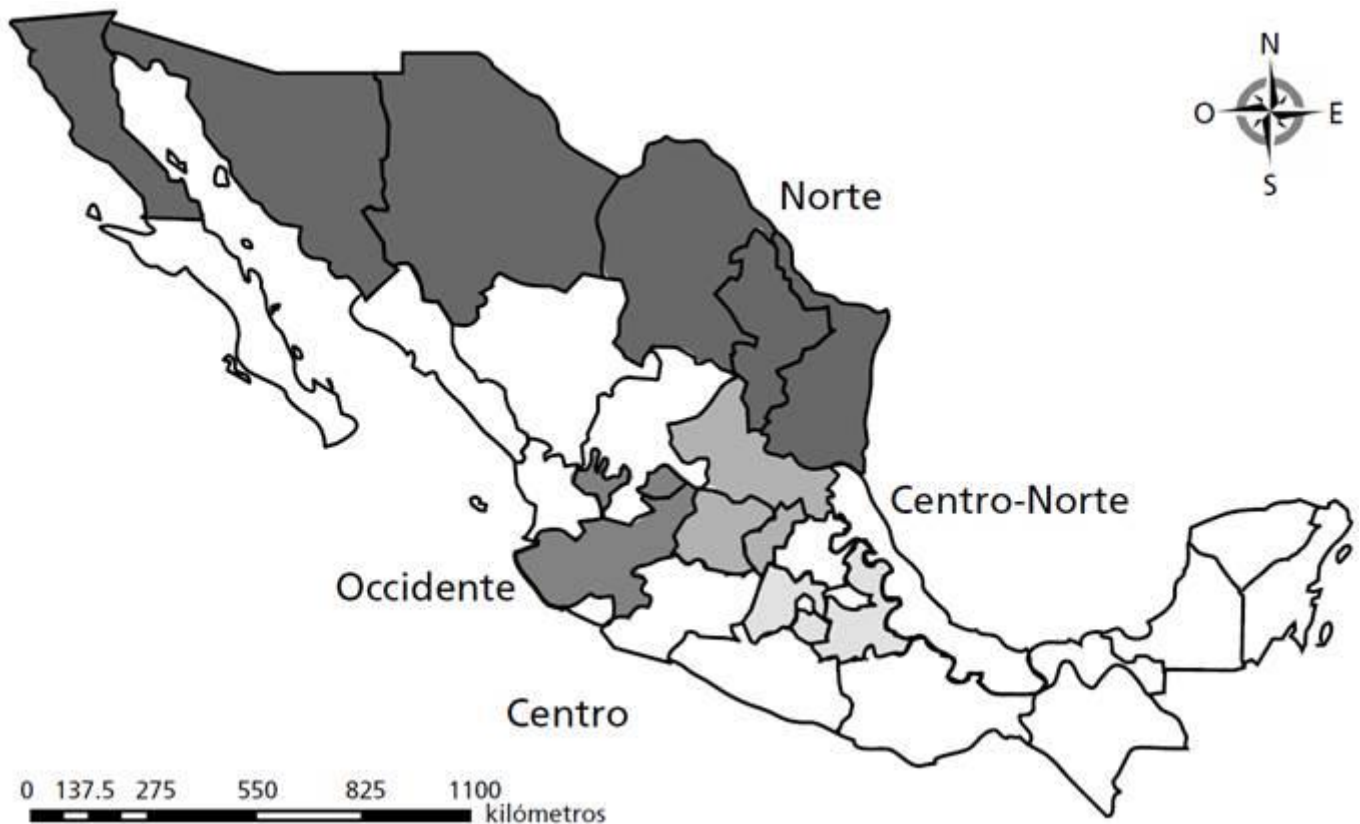 N
O E
S
Norte
Centro-Norte
Occidente
Centro
0 137.5 275 550 825 1100
kilómetros